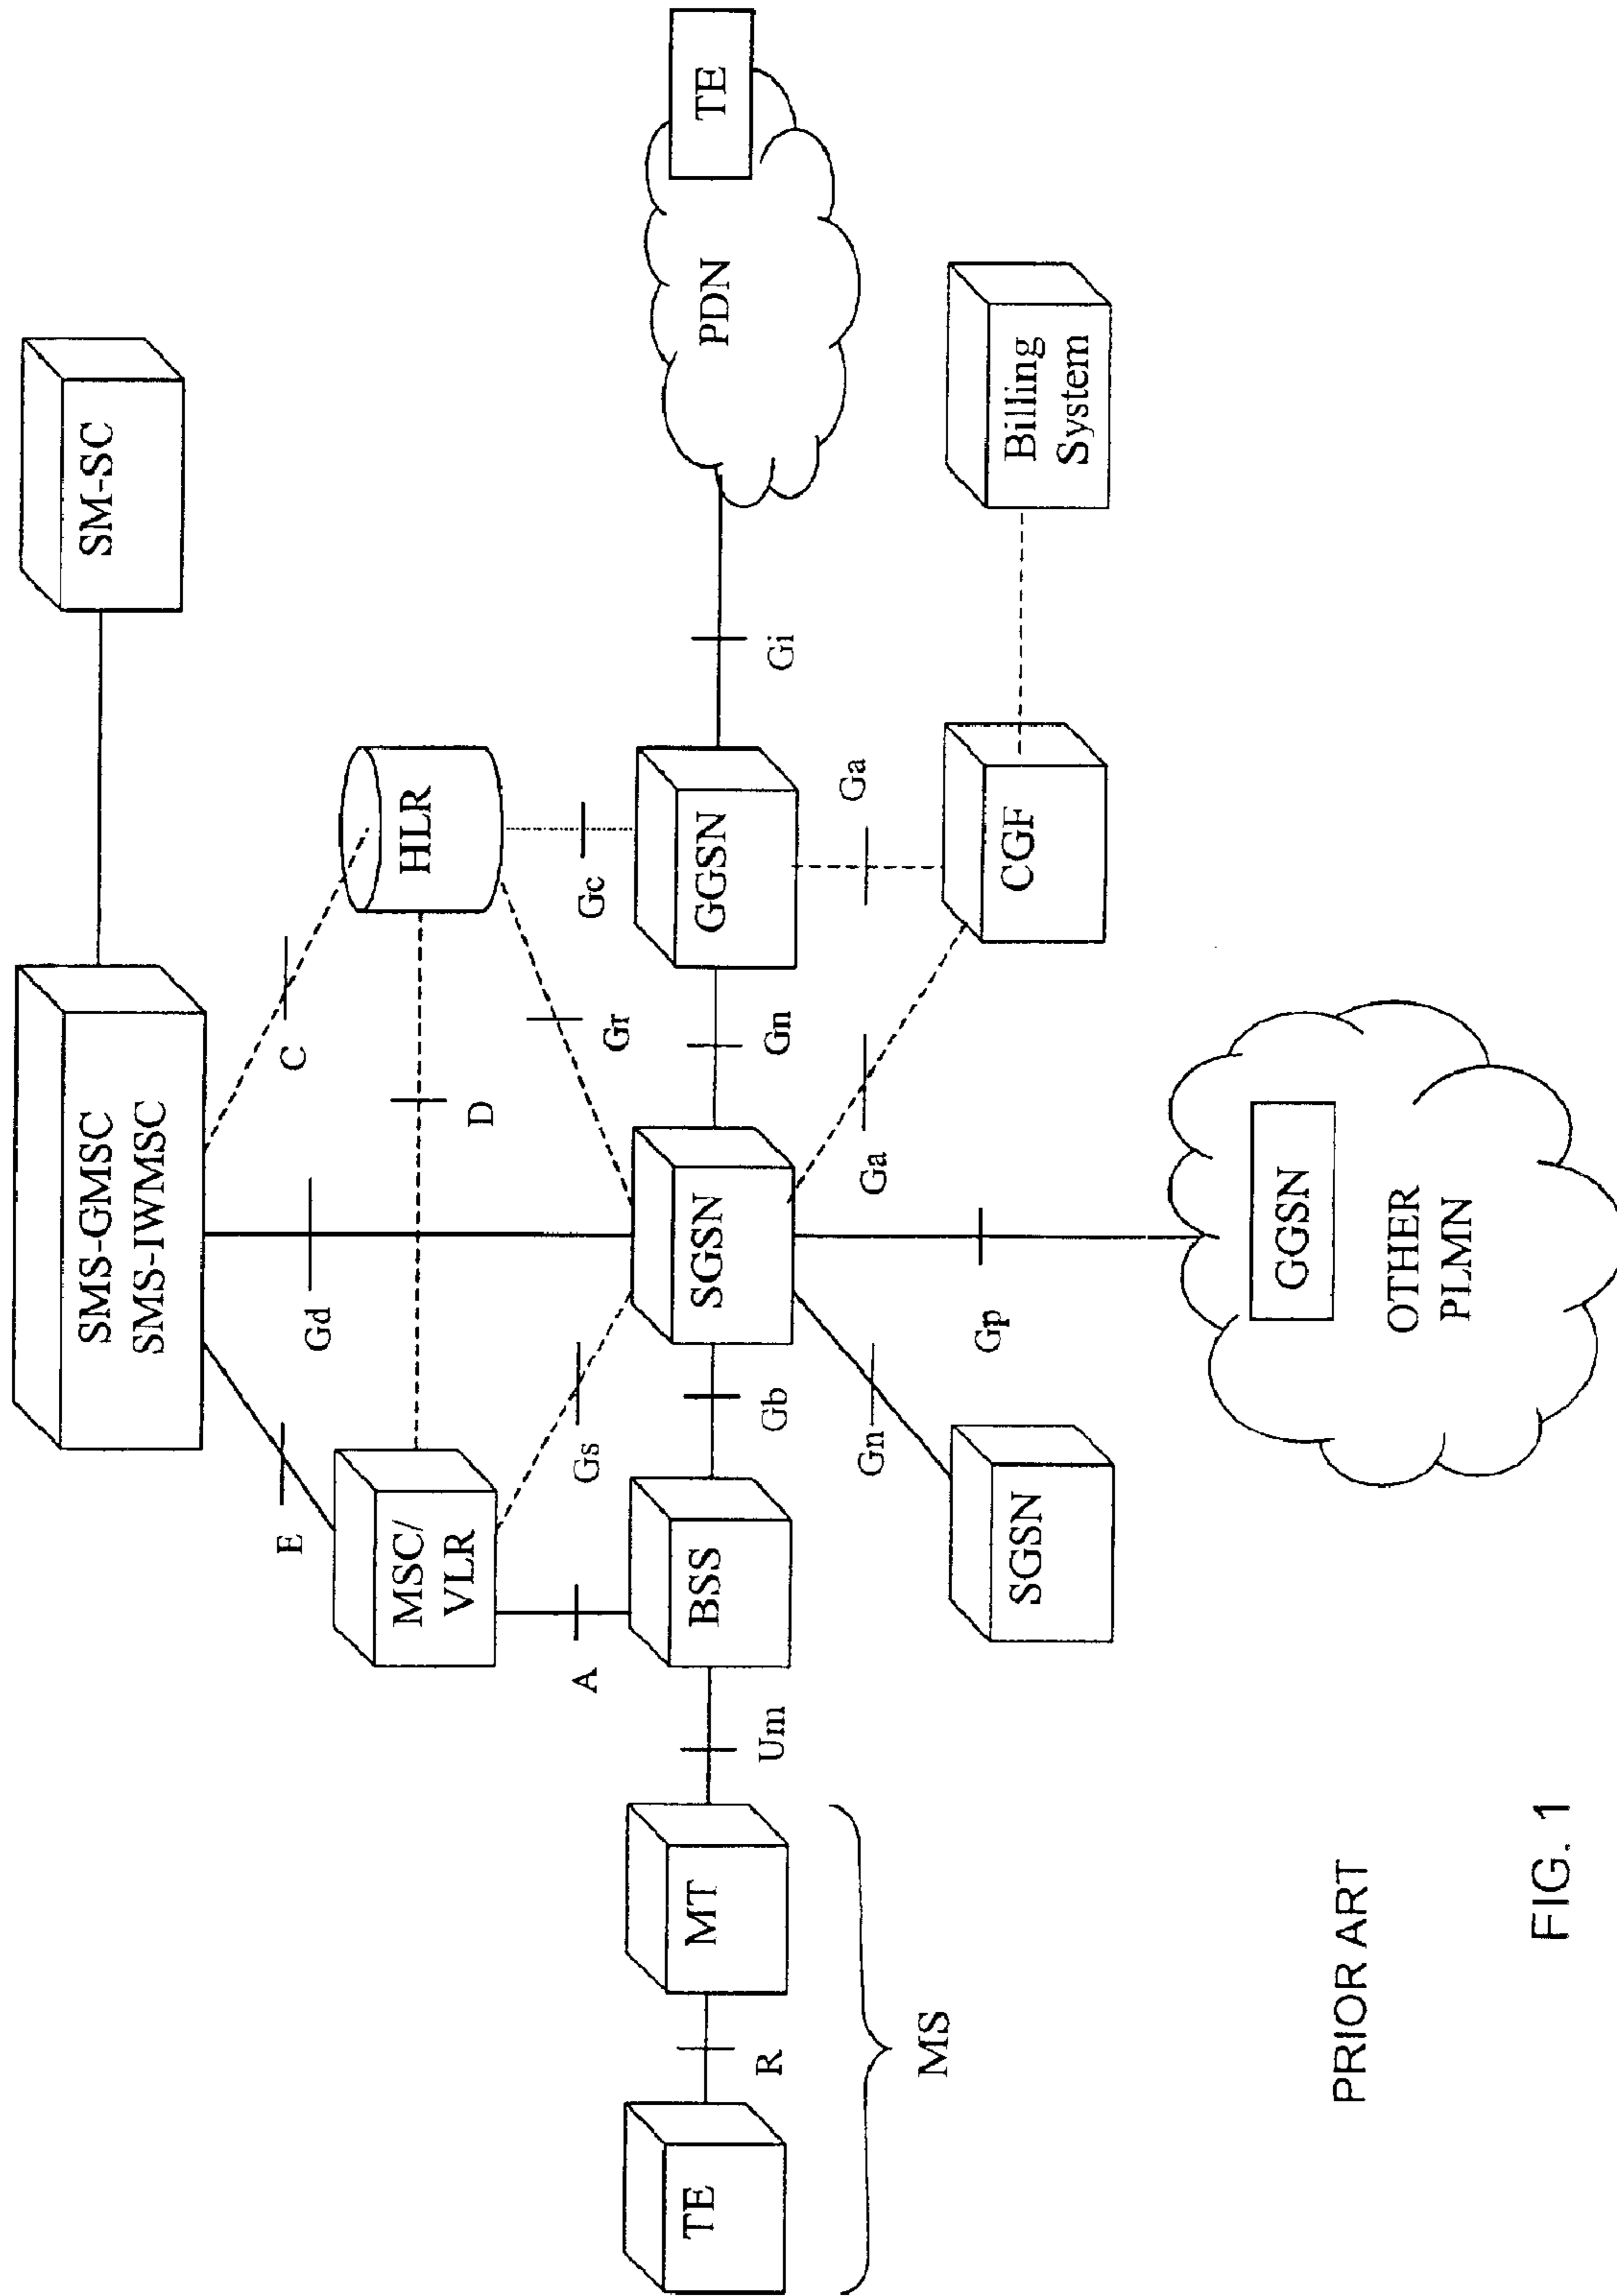 SM-SC
SMS-GMSC
SMS-IWMSC
C
E
Gd
HLR
D
MSC/
VLR
Gr
Gc
Gs
A
TE
PDN
Gi
GGSN
Gn
SGSN
Gb
BSS
Um
MT
R
TE
MS
Ga
Ga
Billing
System
CGF
Gn
Gp
SGSN
GGSN
OTHER
PLMN
PRIOR ART
FIG. 1